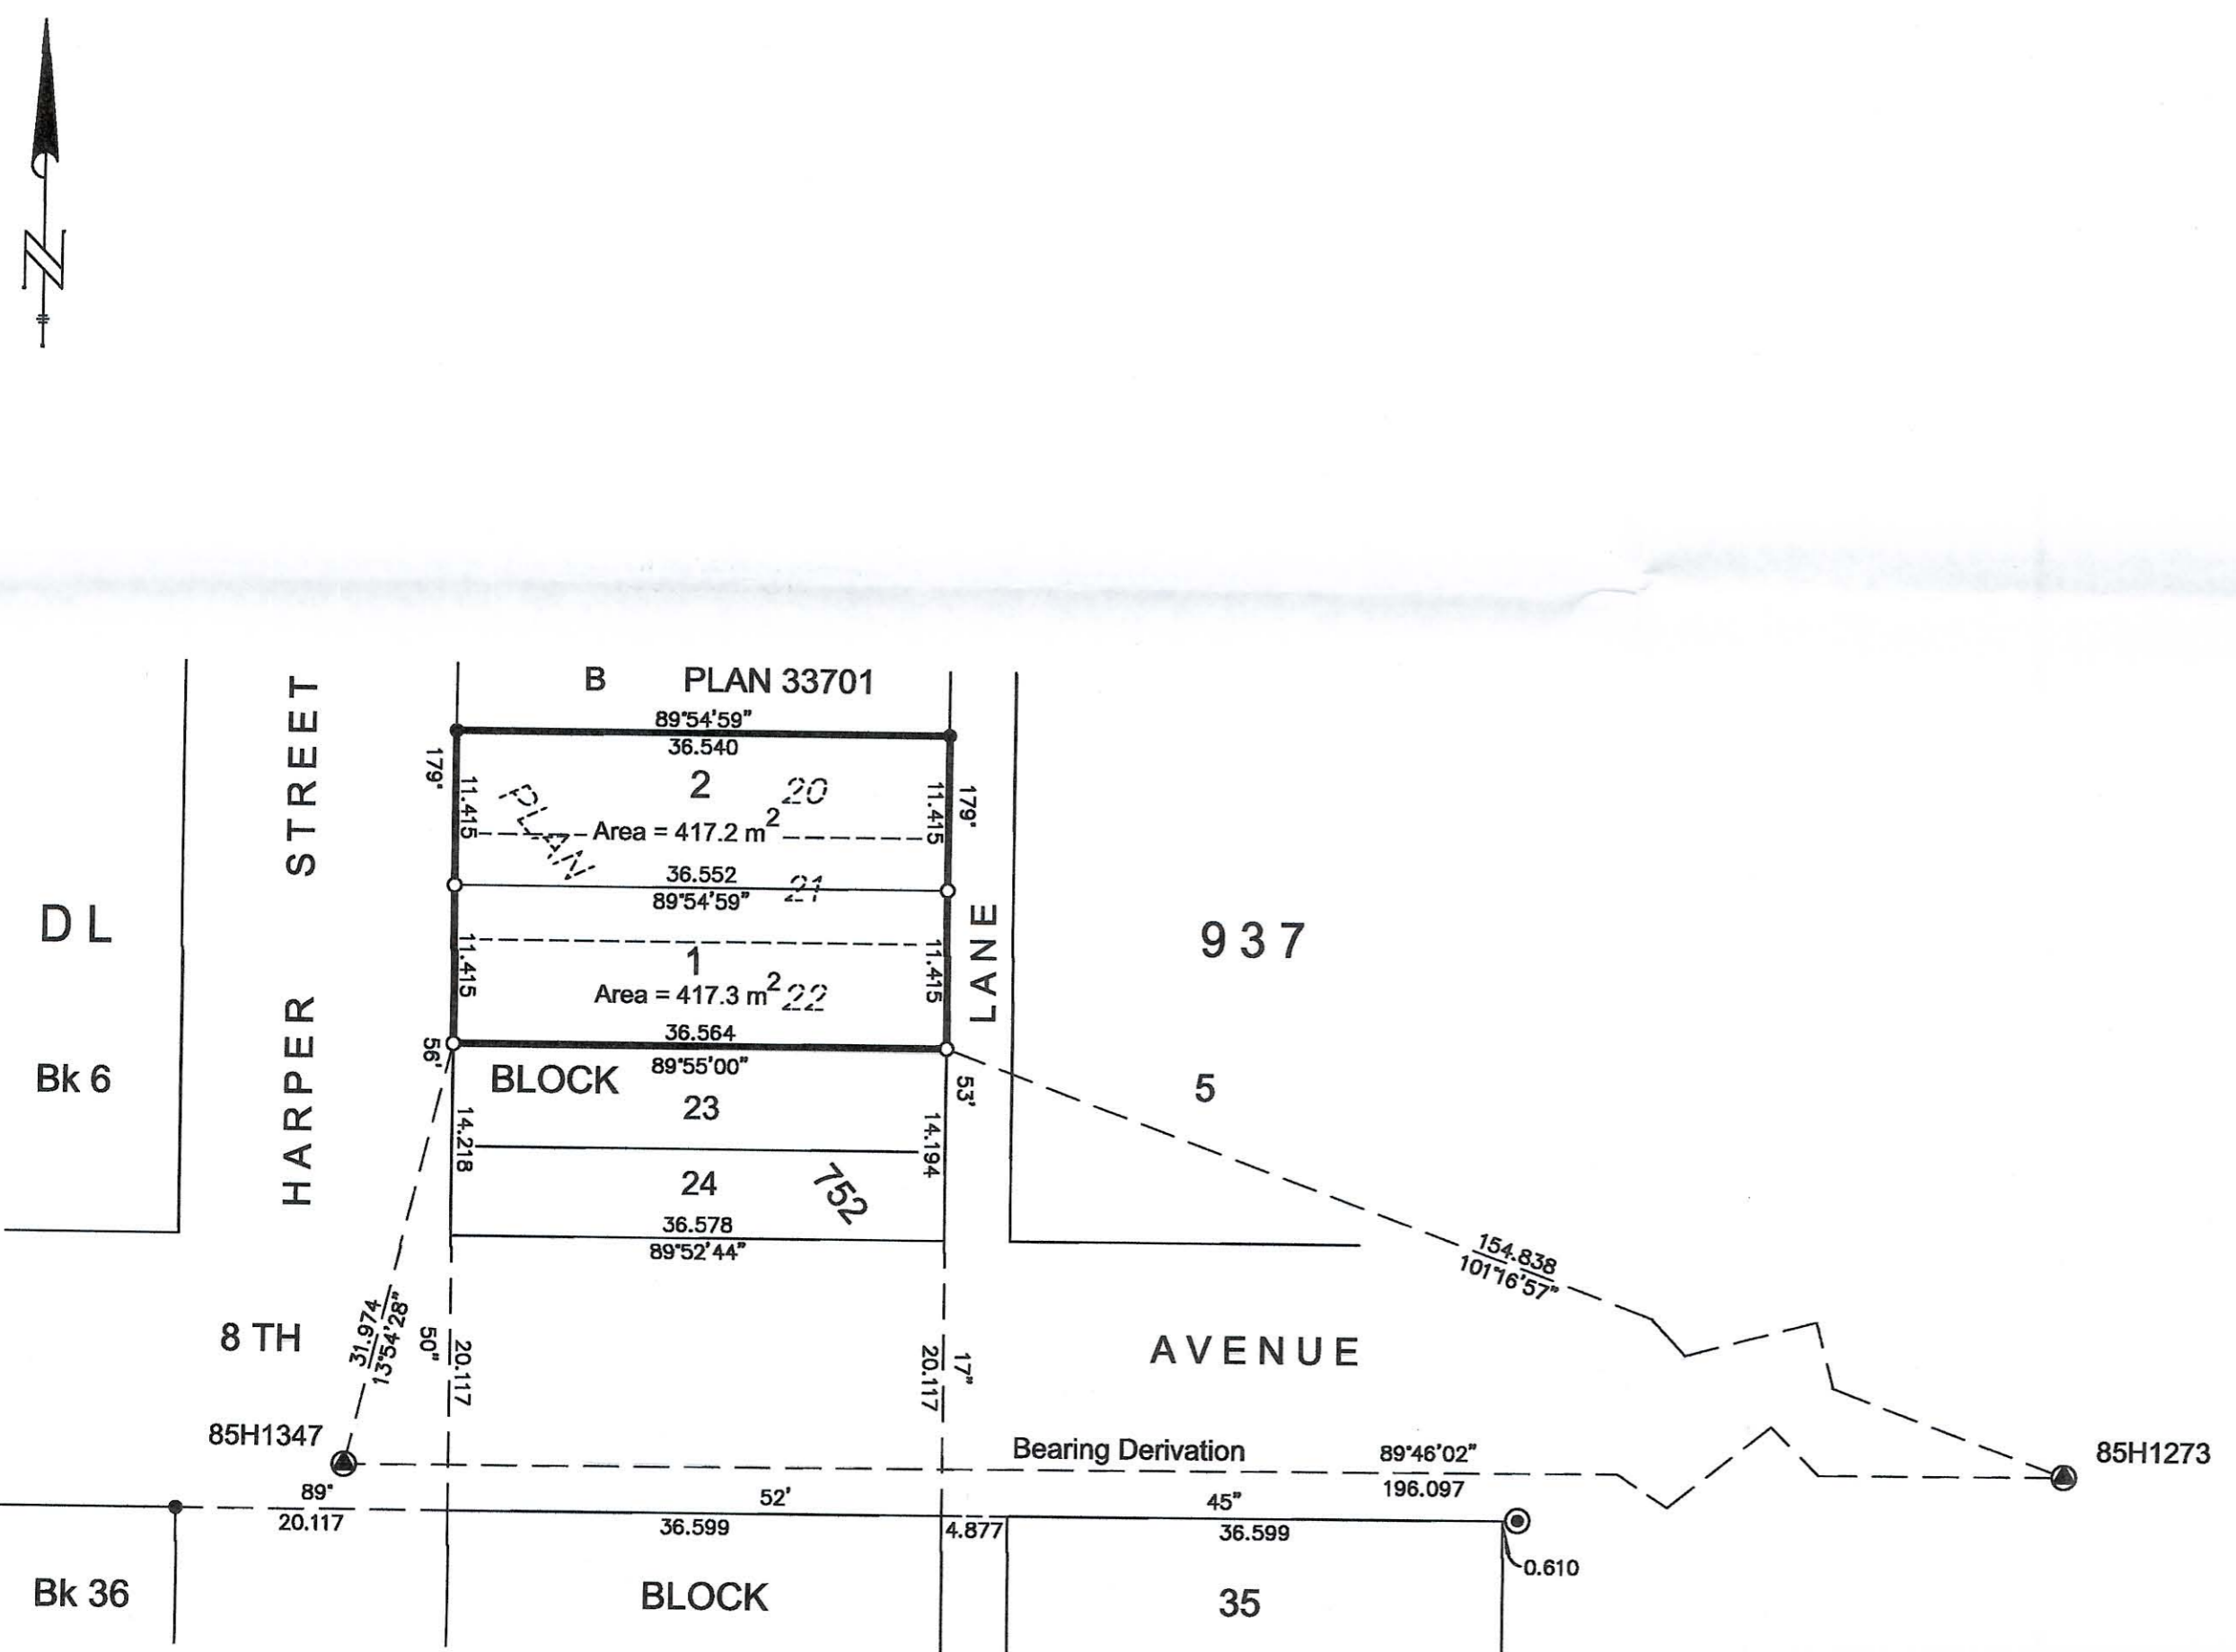 N
B PLAN 33701
89°54'59"
36.540
HARPER STREET
179°
11.415
2
20
11.415
179°
PLAN
Area = 417.2 m2
36.552
21
89°54'59"
D L
LANE
937
11.415
1
11.415
Area = 417.3 m2
22
36.564
56'
89°55'00"
53'
Bk 6
BLOCK
5
23
14.218
14.194
24
752
36.578
89°52'44"
154.838
101°16'57"
8 TH
AVENUE
31.974
13°54'28"
50"
20.117
20.117
17"
85H1347
Bearing Derivation
89°46'02"
196.097
85H1273
89°
52'
45"
20.117
36.599
4.877
36.599
0.610
Bk 36
BLOCK
35